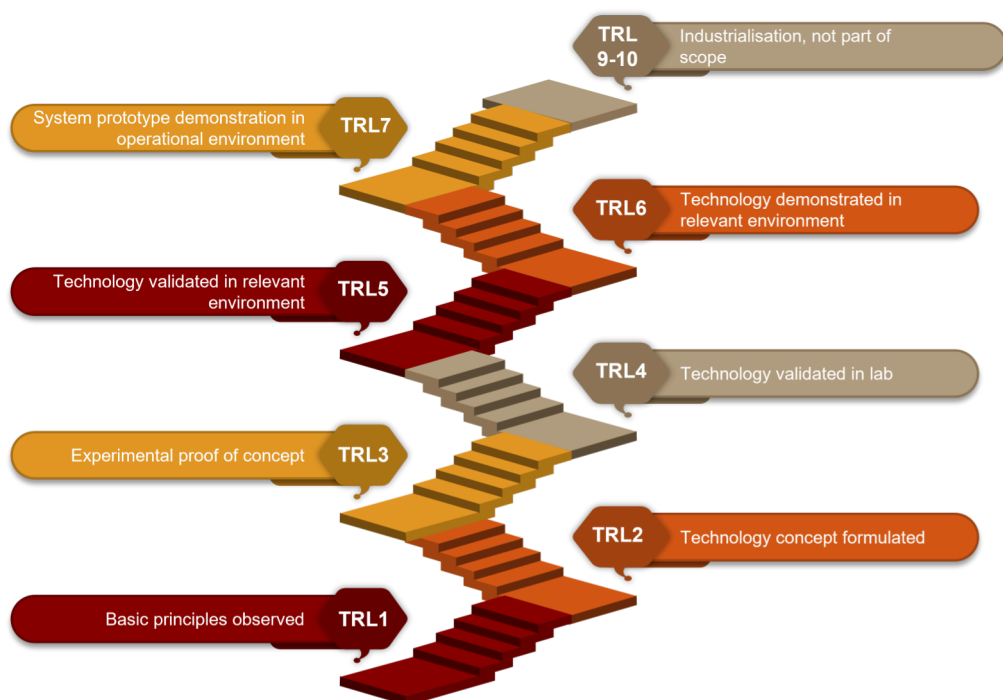 TRL
9-10
Industrialisation, not part of
scope
System prototype demonstration in
operational environment
TRL7
TRL6
Technology demonstrated in
relevant environment
Technology validated in relevant
environment
TRL5
TRL4
Technology validated in lab
Experimental proof of concept
TRL3
TRL2
Technology concept formulated
Basic principles observed
TRL1